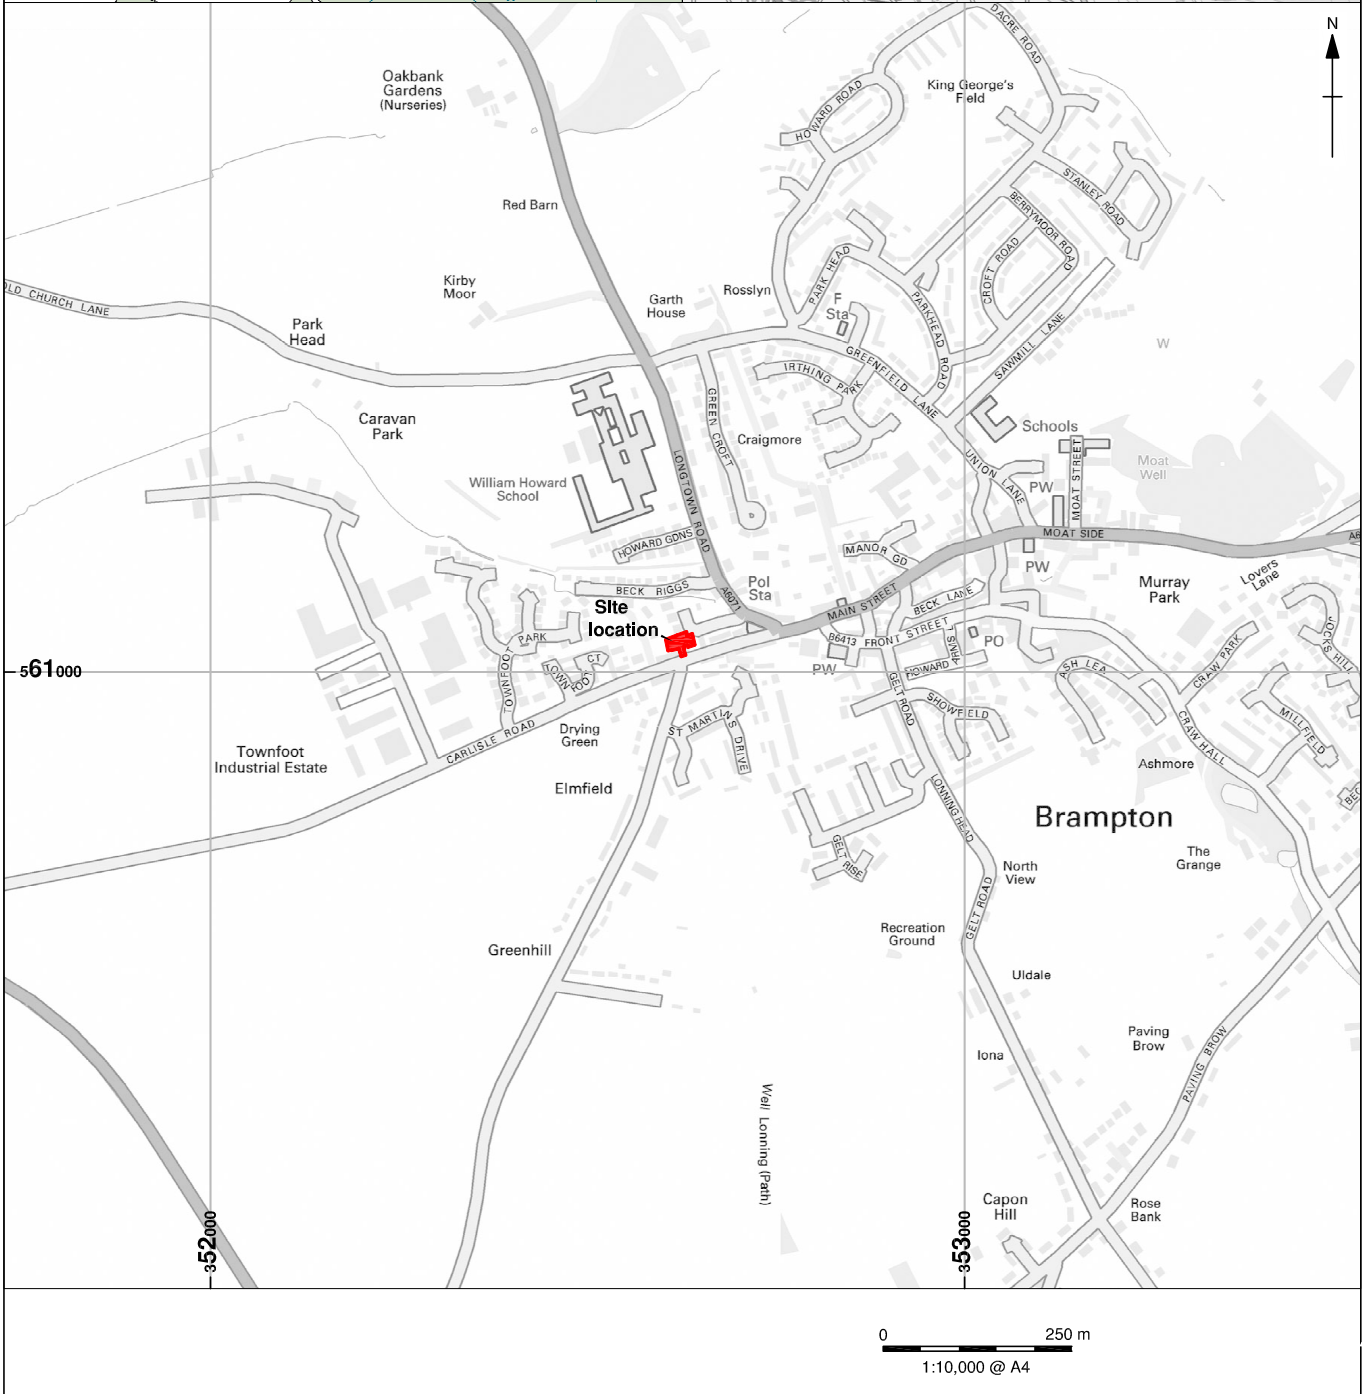 N
DACRE ROAD
Oakbank
Gardens
(Nurseries)
King George's
Field
HOWARD ROAD
STANLEY ROAD
Red Barn
BERRYMOOR ROAD
CROFT ROAD
PARK HEAD
Kirby
Moor
Rosslyn
Garth
House
F
Sta
PARKHEAD ROAD
OLD CHURCH LANE
Park
Head
SAWMILL LANE
W
GREENFIELD LANE
IRTHING PARK
GREEN CROFT
Caravan
Park
Craigmore
Schools
MOAT STREET
Moat
Well
UNION LANE
PW
William Howard
School
LONGTOWN ROAD
MOAT SIDE
A6
HOWARD GDNS
MANOR GD
PW
Lovers
Lane
Murray
Park
Pol
Sta
BECK RIGGS
A6071
MAIN STREET
BECK LANE
SIte
location
PARK
B6413
FRONT STREET
PO
JOCKS HILL
CRAW PARK
TOWNFOOT
TOWN
FOOT
CT
PW
HOWARD
ARMS
ASH LEA
561000
GELT ROAD
SHOWFIELD
ST MARTINS DRIVE
CRAW HALL
MILLFIELD
CARLISLE ROAD
Drying
Green
Townfoot
Industrial Estate
Ashmore
Elmfield
LONNING HEAD
BEC
Brampton
GELT RISE
North
View
The
Grange
GELT ROAD
Recreation
Ground
Greenhill
Uldale
Paving
Brow
PAVING BROW
Iona
Well Lonning (Path)
Capon
Hill
Rose
Bank
352000
353000
0 250 m
1:10,000 @ A4